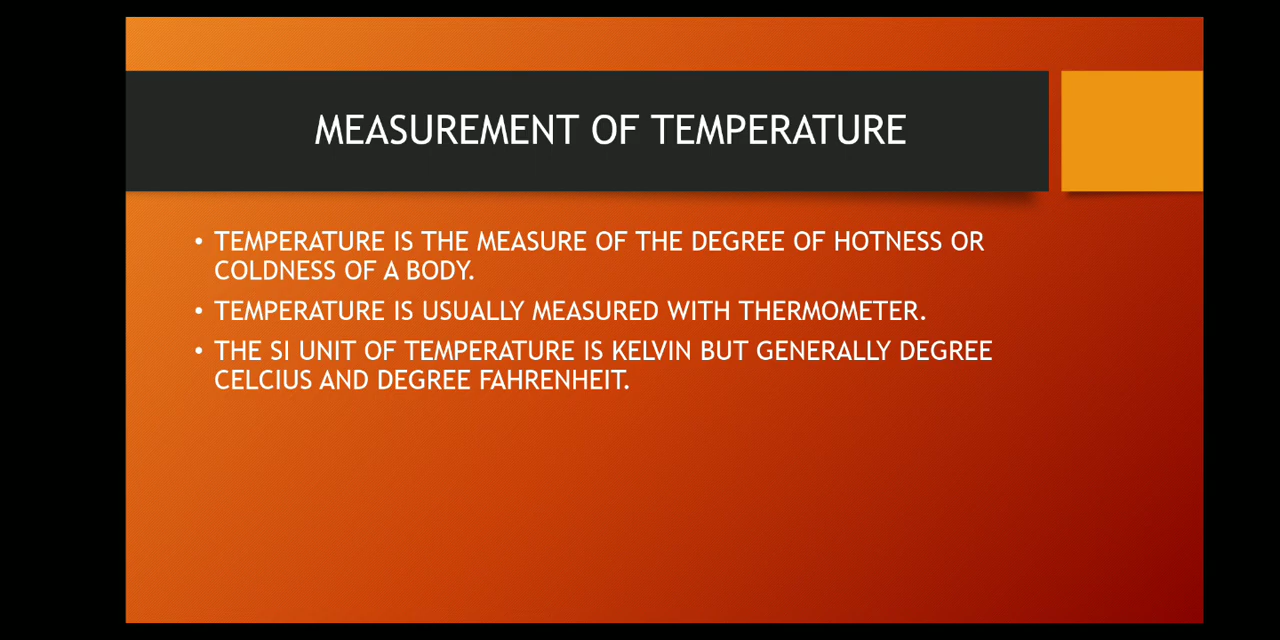 MEASUREMENT OF TEMPERATURE
• TEMPERATURE IS THE MEASURE OF THE DEGREE OF HOTNESS OR
COLDNESS OF A BODY.
• TEMPERATURE IS USUALLY MEASURED WITH THERMOMETER.
• THE SI UNIT OF TEMPERATURE IS KELVIN BUT GENERALLY DEGREE
CELCIUS AND DEGREE FAHRENHEIT.